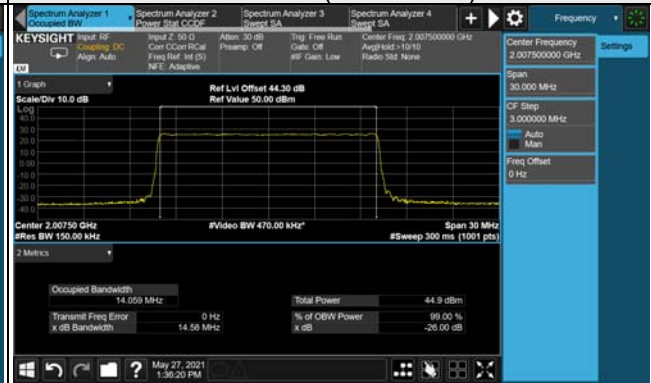 Spectrum Analyzer 1
Occupied BW
Spectrum Analyzer 2
Power Stat CCDF
Spectrum Analyzer 3
Swept SA
Spectrum Analyzer 4
Swept SA
Frequency
KEYSIGHT
Input: RF
Coupling: DC
Align: Auto
Input Z: 50 Ω
Corr CCorr RCal
Freq Ref: Int (S)
NFE: Adaptive
Atten: 30 dB
Preamp: Off
Trig: Free Run
Gate: Off
#IF Gain: Low
Center Freq: 2.007500000 GHz
Avg|Hold>10/10
Radio Std: None
Center Frequency
2.007500000 GHz
Settings
Span
30.000 MHz
CF Step
3.000000 MHz
Auto
Man
Freq Offset
0 Hz
1 Graph
Scale/Div 10.0 dB
Ref Lvl Offset 44.30 dB
Ref Value 50.00 dBm
Log
40.0
30.0
20.0
10.0
0.00
-10.0
-20.0
-30.0
-40.0
Center 2.00750 GHz
#Video BW 470.00 kHz*
Span 30 MHz
#Res BW 150.00 kHz
#Sweep 300 ms (1001 pts)
2 Metrics
Occupied Bandwidth
14.059 MHz
Total Power
44.9 dBm
Transmit Freq Error
0 Hz
% of OBW Power
99.00 %
x dB Bandwidth
14.58 MHz
x dB
-26.00 dB
May 27, 2021
1:36:20 PM